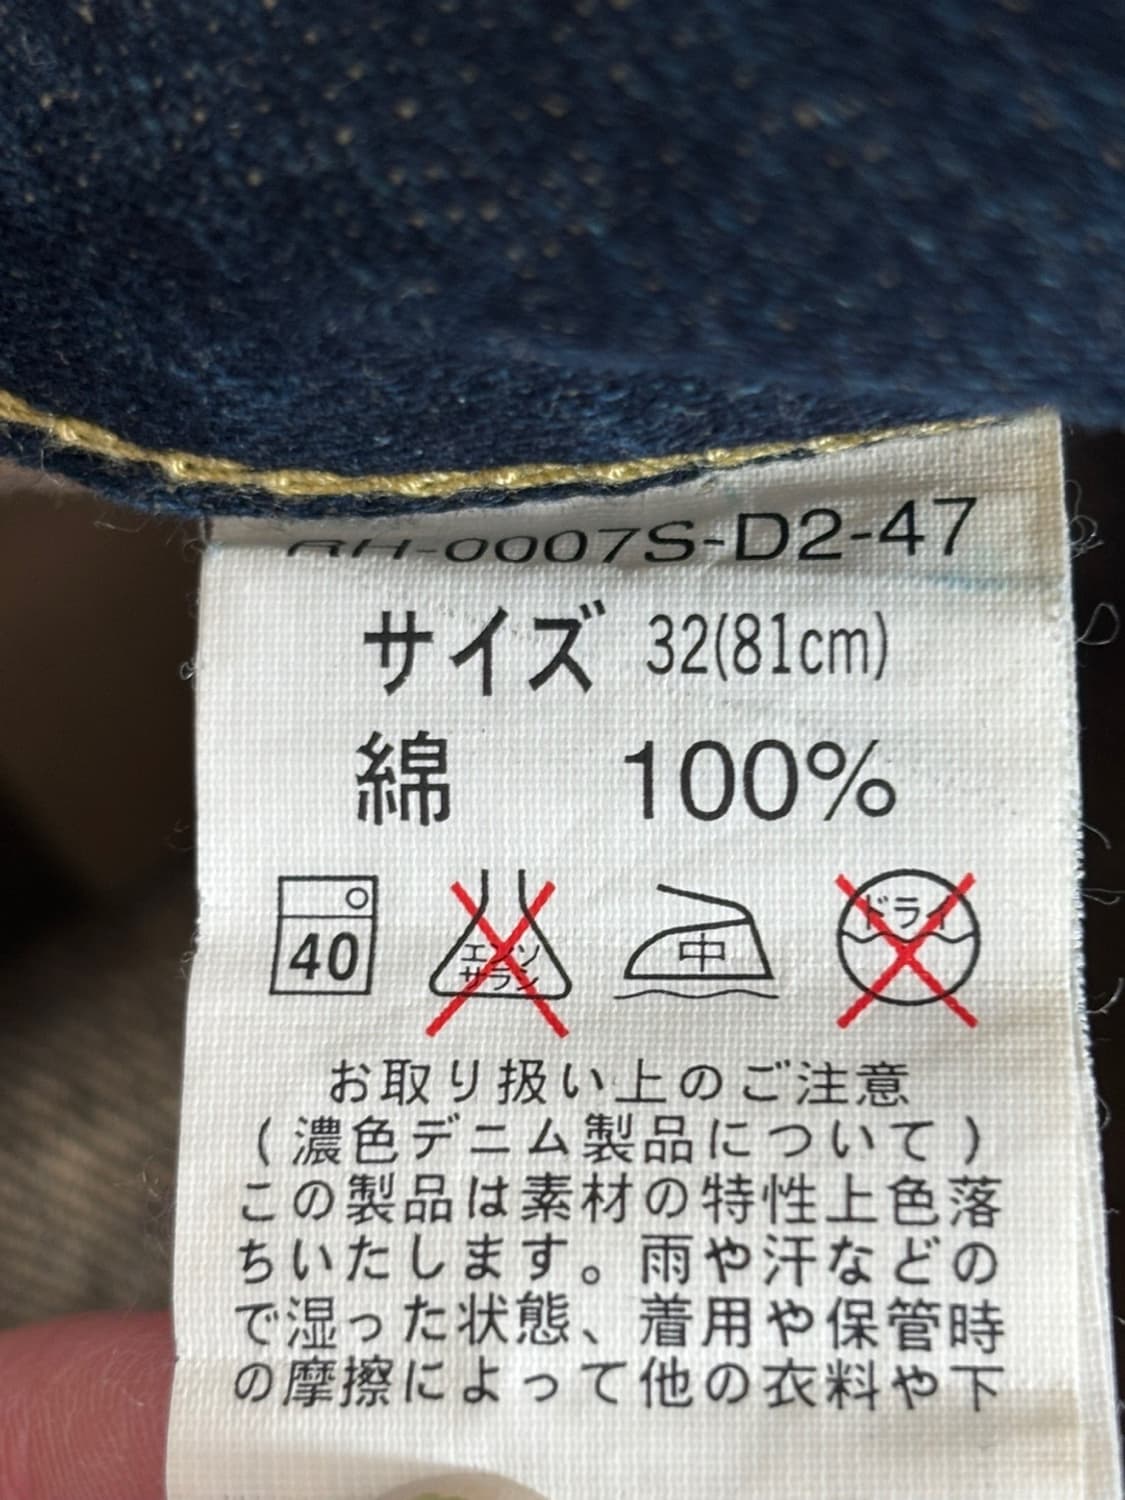 RH-0007S-D2-47
サイズ 32(81cm)
綿 100%
40
エンソ
サラン
中
ドライ
お取り扱い上のご注意
(濃色デニム製品について)
この製品は素材の特性上色落
ちいたします。雨や汗などの
で湿った状態、着用や保管時
の摩擦によって他の衣料や下